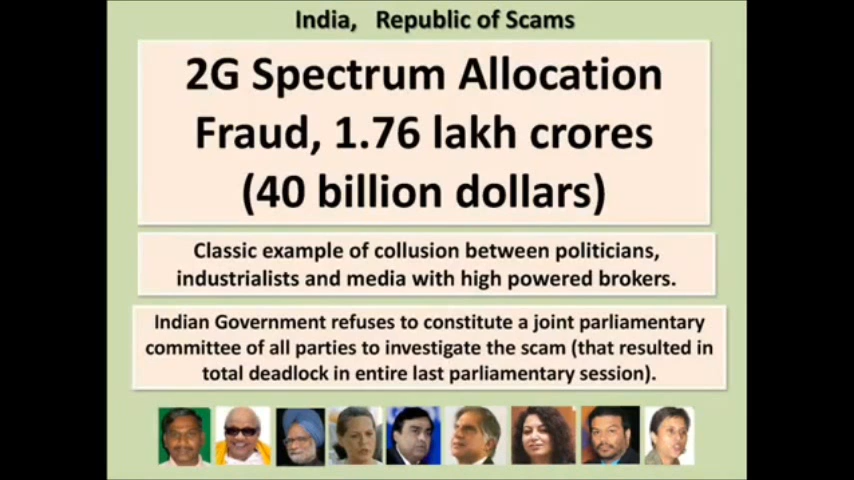 India, Republic of Scams
2G Spectrum Allocation
Fraud, 1.76 lakh crores
(40 billion dollars)
Classic example of collusion between politicians,
industrialists and media with high powered brokers.
Indian Government refuses to constitute a joint parliamentary
committee of all parties to investigate the scam (that resulted in
total deadlock in entire last parliamentary session).